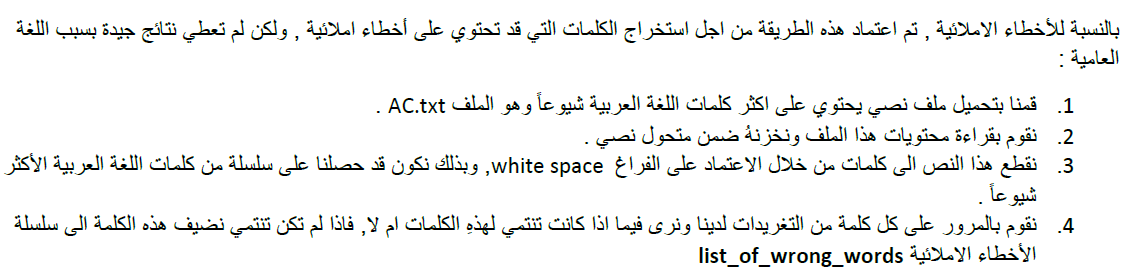 بالنسبة للأخطاء الاملائية , تم اعتماد هذه الطريقة من اجل استخراج الكلمات التي قد تحتوي على أخطاء املائية , ولكن لم تعطي نتائج جيدة بسبب اللغة
العامية :
1. قمنا بتحميل ملف نصي يحتوي على اكثر كلمات اللغة العربية شيوعاً وهو الملف AC.txt .
2. نقوم بقراءة محتويات هذا الملف ونخزنهُ ضمن متحول نصي .
3. نقطع هذا النص الى كلمات من خلال الاعتماد على الفراغ white space, وبذلك نكون قد حصلنا على سلسلة من كلمات اللغة العربية الأكثر
شيوعاً .
4. نقوم بالمرور على كل كلمة من التغريدات لدينا ونرى فيما اذا كانت تنتمي لهذهِ الكلمات ام لا, فاذا لم تكن تنتمي نضيف هذه الكلمة الى سلسلة
الأخطاء الاملائية list_of_wrong_words